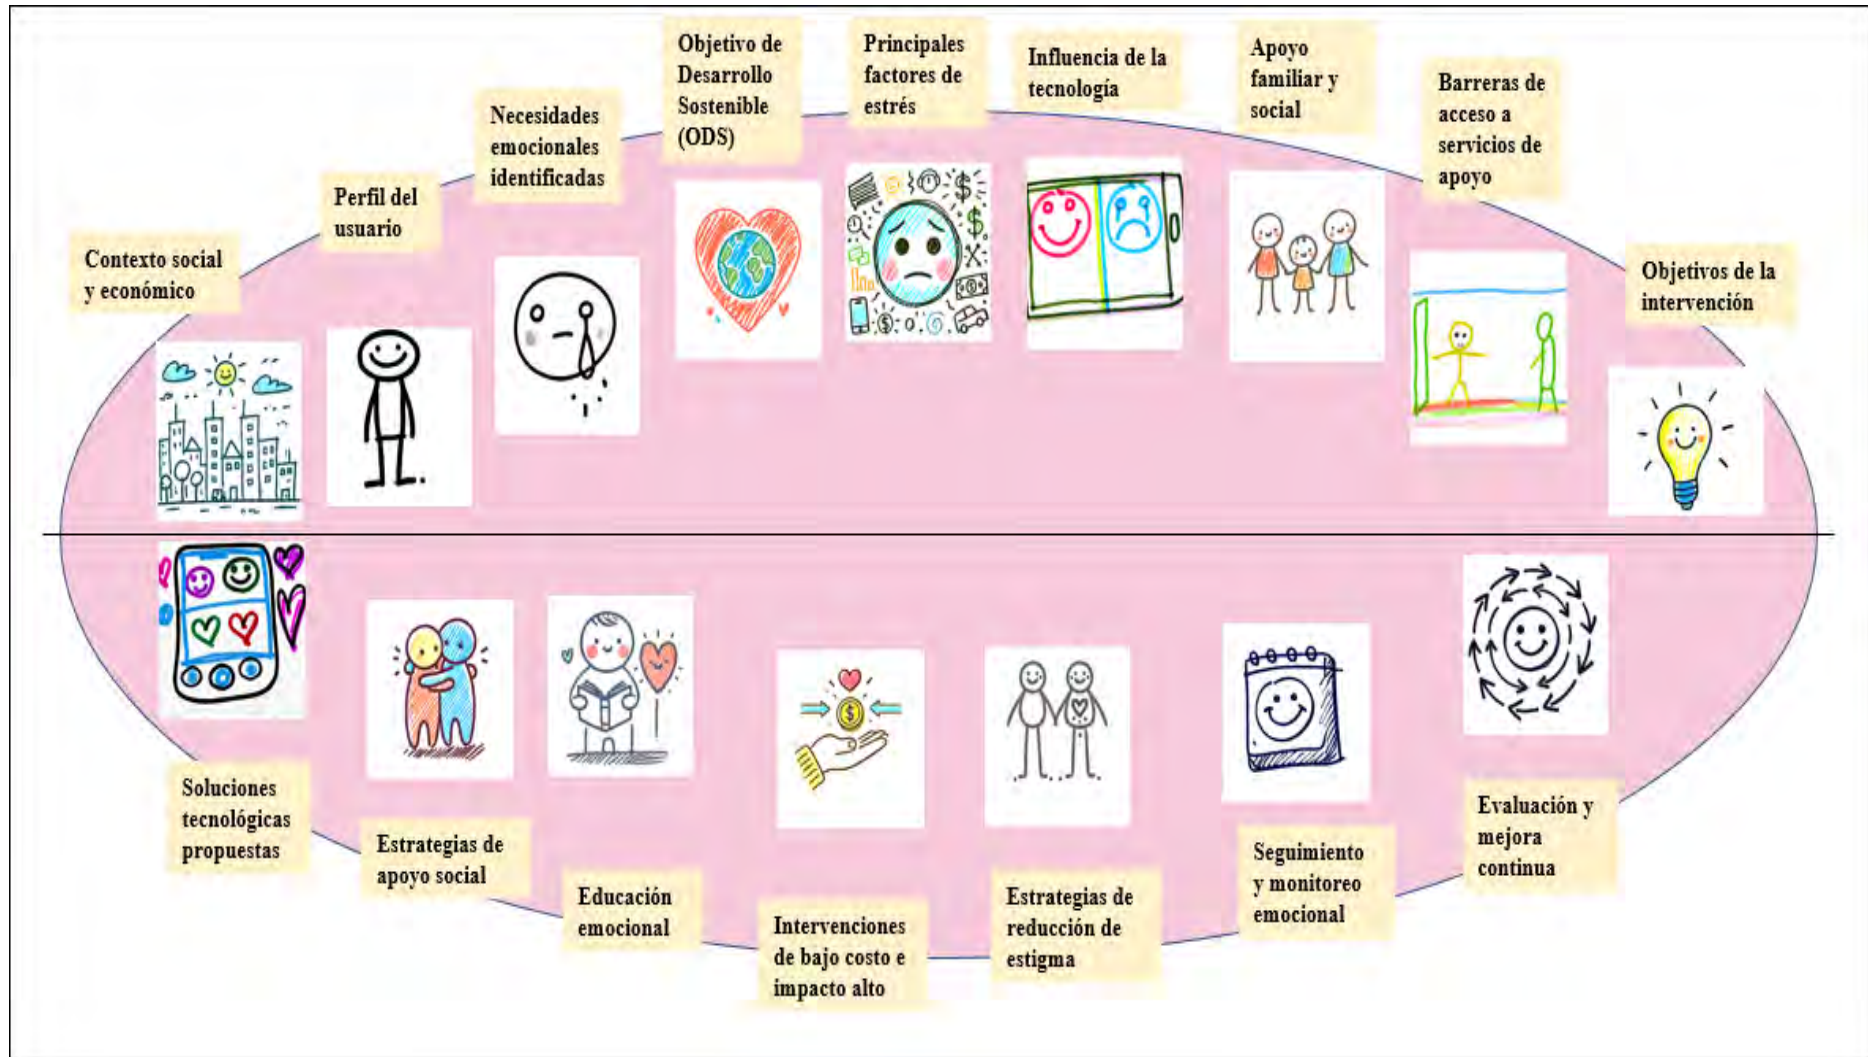 Contexto social
y económico
Perfil del
usuario
Necesidades
emocionales
identificadas
Objetivo de
Desarrollo
Sostenible
(ODS)
Principales
factores de
estrés
Influencia de la
tecnología
Apoyo
familiar y
social
Barreras de
acceso a
servicios de
apoyo
Objetivos de la
intervención
Soluciones
tecnológicas
propuestas
Estrategias de
apoyo social
Educación
emocional
Intervenciones
de bajo costo e
impacto alto
Estrategias de
reducción de
estigma
Seguimiento
y monitoreo
emocional
Evaluación y
mejora
continua